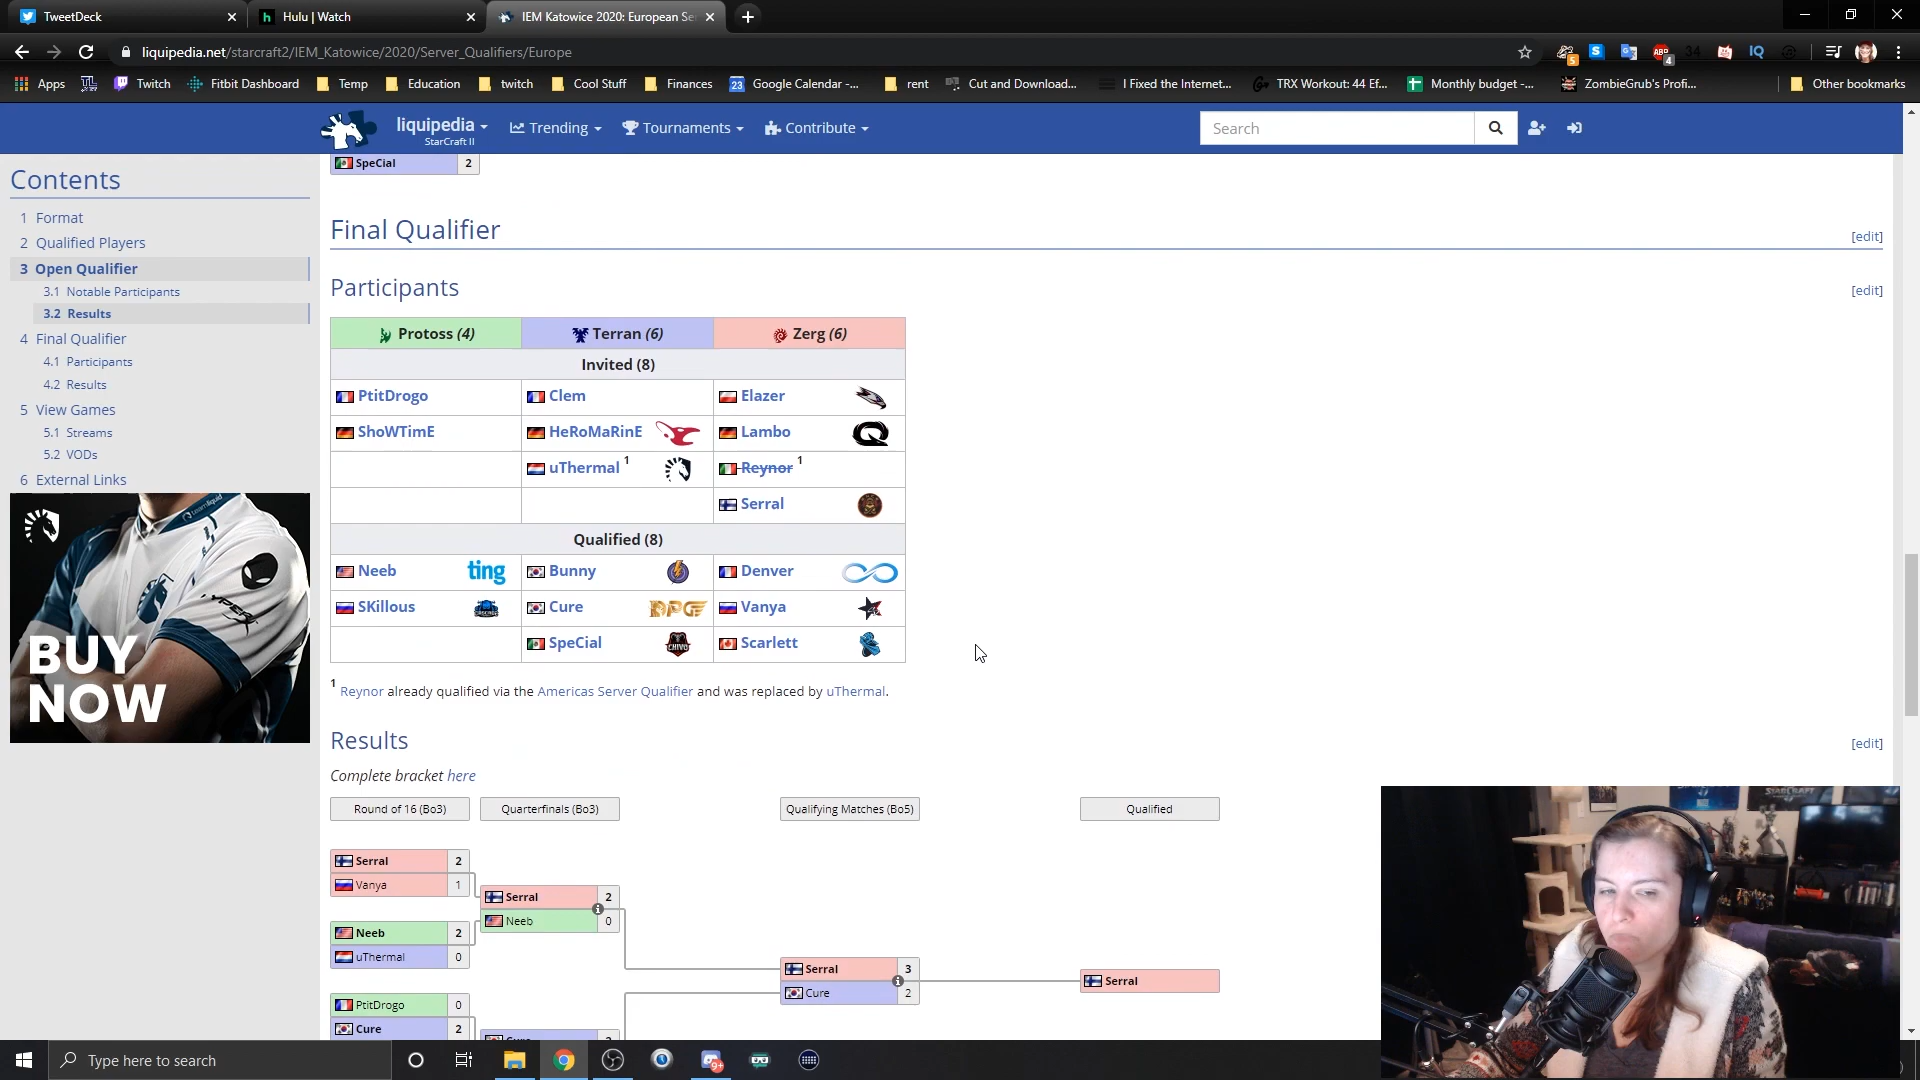 TweetDeck
Hulu | Watch
IEM Katowice 2020: European Se
liquipedia.net/starcraft2/IEM_Katowice/2020/Server_Qualifiers/Europe
Apps
Twitch
Fitbit Dashboard
Temp
Education
twitch
Cool Stuff
Finances
23
Google Calendar -...
rent
Cut and Download...
I Fixed the Internet...
TRX Workout: 44 Ef...
Monthly budget -...
ZombieGrub's Profi...
Other bookmarks
liquipedia
StarCraft II
Trending
Tournaments
Contribute
Search
Contents
1 Format
2 Qualified Players
3 Open Qualifier
3.1 Notable Participants
3.2 Results
4 Final Qualifier
4.1 Participants
4.2 Results
5 View Games
5.1 Streams
5.2 VODs
6 External Links
HYPERX
BUY
NOW
SpeCial 2
Final Qualifier
[edit]
Participants
[edit]
Protoss (4) Terran (6) Zerg (6)
Invited (8)
PtitDrogo Clem Elazer
ShoWTimE HeRoMaRinE Lambo
uThermal 1 Reynor 1
Serral
Qualified (8)
Neeb ting Bunny Denver
SKillous Cure DPG Vanya
SpeCial Scarlett
1 Reynor already qualified via the Americas Server Qualifier and was replaced by uThermal.
Results
[edit]
Complete bracket here
Round of 16 (Bo3) Quarterfinals (Bo3) Qualifying Matches (Bo5) Qualified
Serral 2
Vanya 1
Serral 2
Neeb 0
Neeb 2
uThermal 0
Serral 3
Cure 2
Serral
PtitDrogo 0
Cure 2
Type here to search